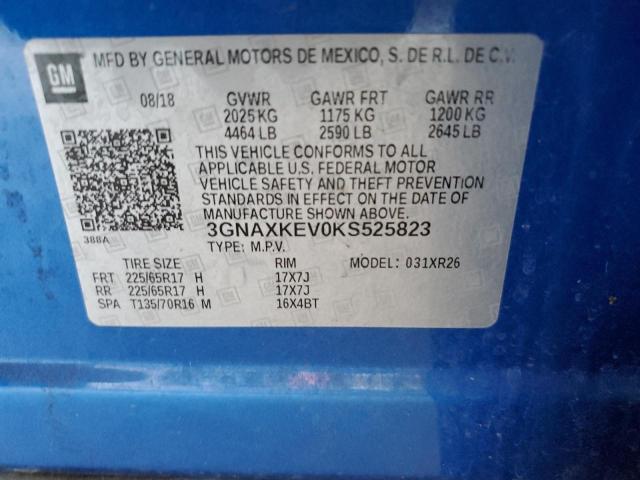 GM
MFD BY GENERAL MOTORS DE MEXICO, S. DE R.L. DE C.V.
08/18 GVWR GAWR FRT GAWR RR
2025 KG 1175 KG 1200 KG
4464 LB 2590 LB 2645 LB
THIS VEHICLE CONFORMS TO ALL
APPLICABLE U.S. FEDERAL MOTOR
VEHICLE SAFETY AND THEFT PREVENTION
STANDARDS IN EFFECT ON THE DATE OF
MANUFACTURE SHOWN ABOVE.
3GNAXKEV0KS525823
388A TYPE: M.P.V.
TIRE SIZE RIM MODEL: 031XR26
FRT 225/65R17 H 17X7J
RR 225/65R17 H 17X7J
SPA T135/70R16 M 16X4BT